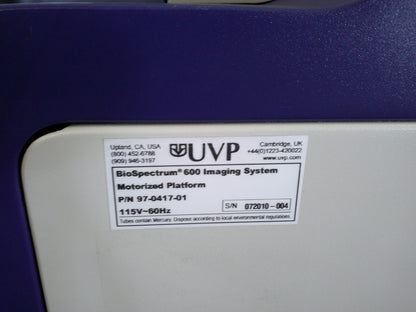 Upland, CA, USA
(800) 452-6788
(909) 946-3197
UVP
Cambridge, UK
+44(0)1223-420022
www.uvp.com
BioSpectrum® 600 Imaging System
Motorized Platform
P/N 97-0417-01
115V~60Hz
S/N 072010-004
Tubes contain Mercury. Dispose according to local environmental regulations.